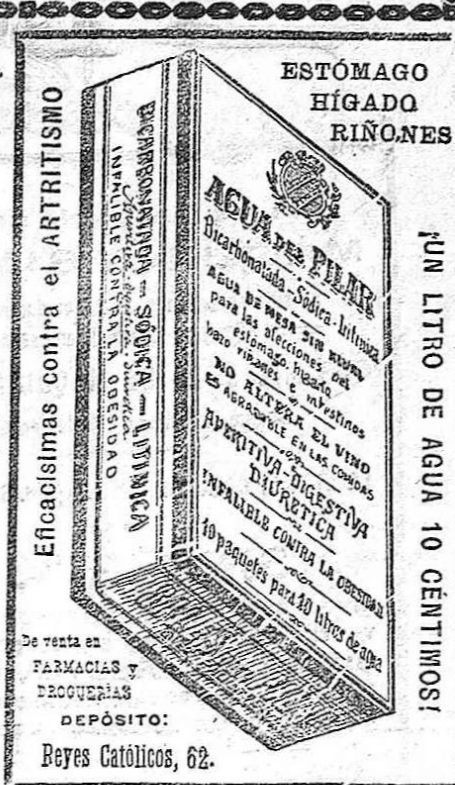 ESTÓMAGO
HÍGADO
RIÑONES
Eficacísimas contra el ARTRITISMO
BICARBONATADA - SÓDICA - LITINICA
INFALIBLE CONTRA LA OBESIDAD
AGUA DEL PILAR
Bicarbonatada-Sódica-Litinica
AGUA DE MESA SIN RIVAL
para las afecciones del
estómago, hígado
bazo riñones e intestinos
NO ALTERA EL VINO
ES AGRADABLE EN LAS COMIDAS
APERITIVA-DIGESTIVA
DIURETICA
INFALIBLE CONTRA LA OBESIDAD
10 paquetes para 10 litros de agua
¡UN LITRO DE AGUA 10 CÉNTIMOS!
De venta en
FARMACIAS Y
DROGUERÍAS
DEPÓSITO:
Reyes Católicos, 62.